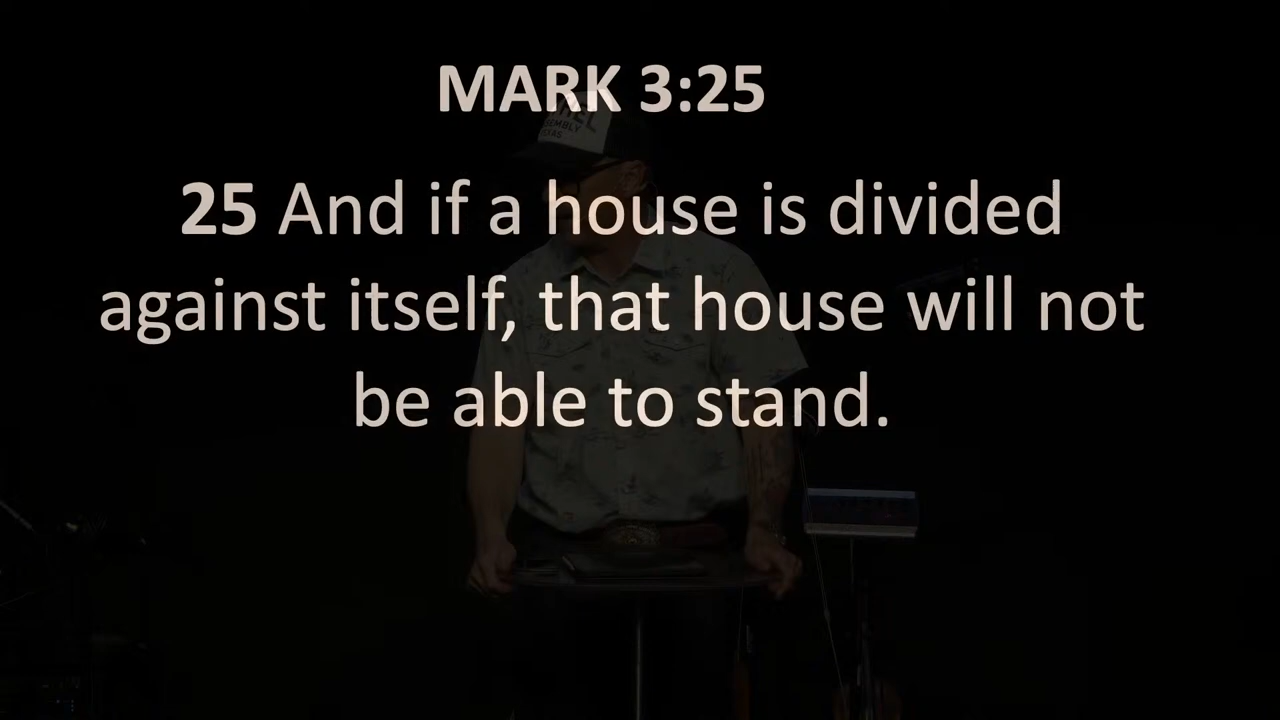 MARK 3:25
25 And if a house is divided
against itself, that house will not
be able to stand.